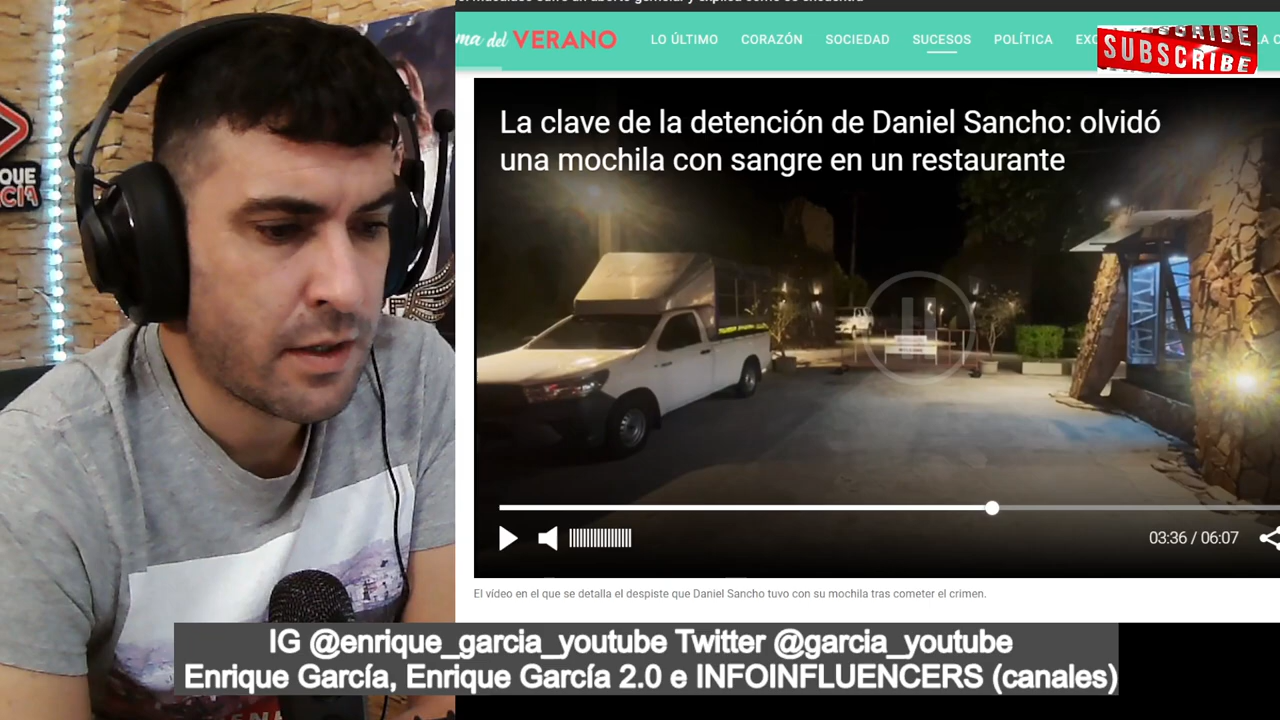 VERANO
LO ÚLTIMO
CORAZÓN
SOCIEDAD
SUCESOS
POLÍTICA
SUBSCRIBE
La clave de la detención de Daniel Sancho: olvidó
una mochila con sangre en un restaurante
03:36 / 06:07
El vídeo en el que se detalla el despiste que Daniel Sancho tuvo con su mochila tras cometer el crimen.
IG @enrique_garcia_youtube Twitter @garcia_youtube
Enrique García, Enrique García 2.0 e INFOINFLUENCERS (canales)